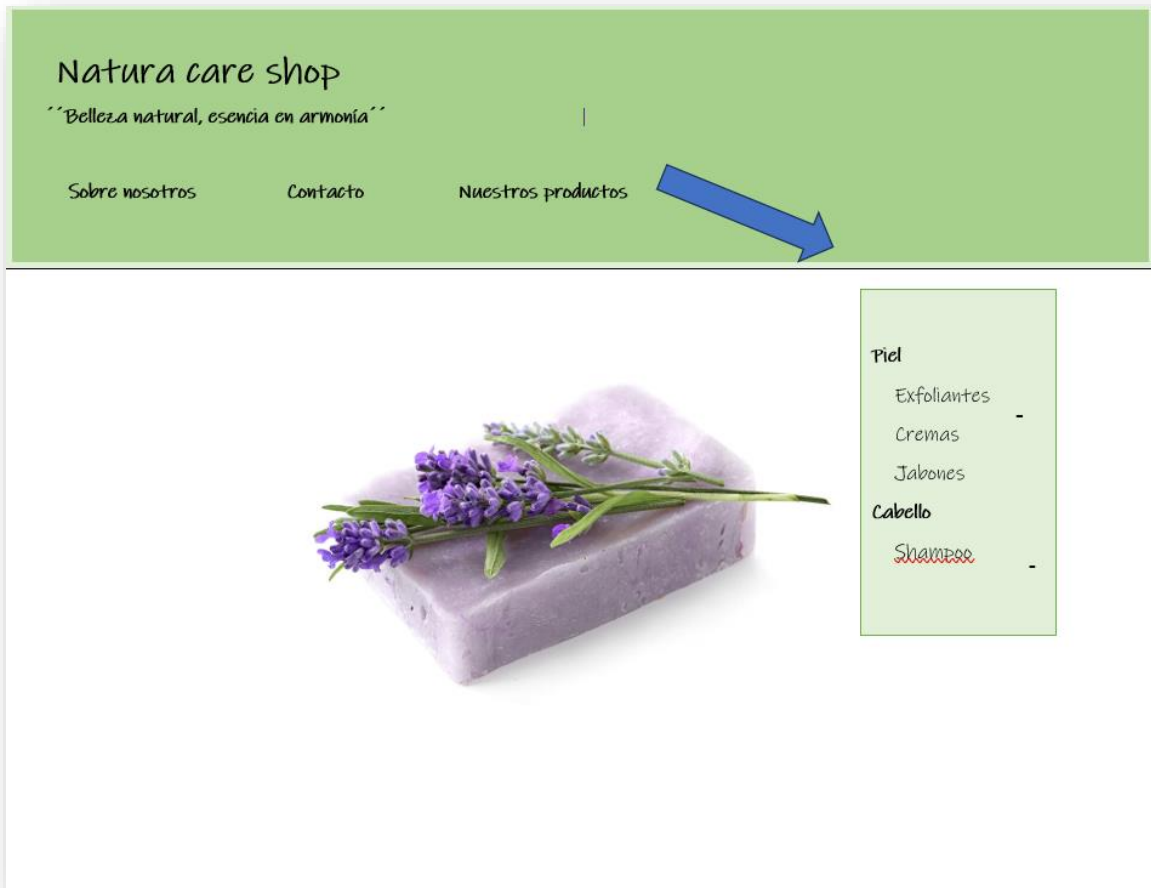 Natura care shop
´´Belleza natural, esencia en armonía´´
Sobre nosotros Contacto Nuestros productos
Piel
Exfoliantes
-
Cremas
Jabones
Cabello
Shampoo
-